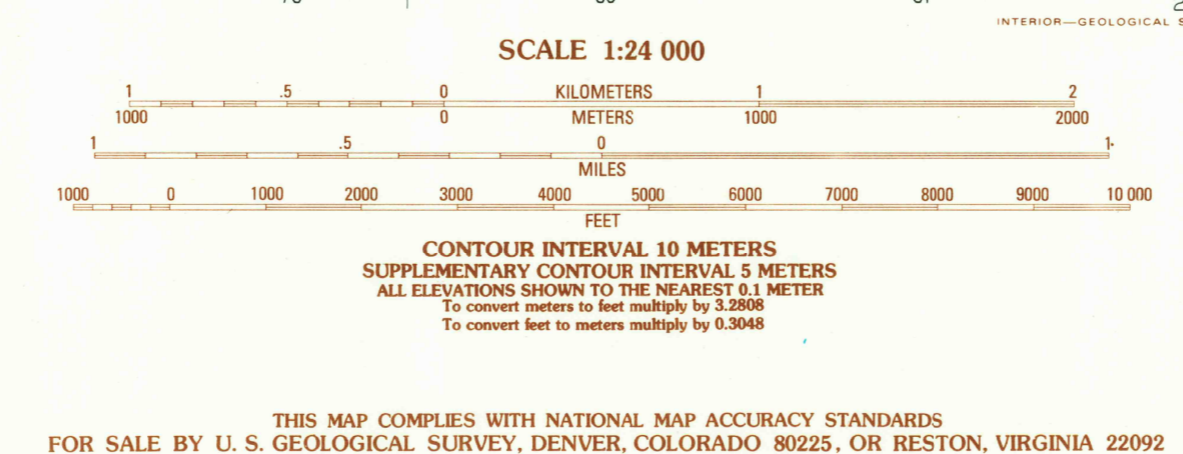 INTERIOR—GEOLOGICAL
SCALE 1:24 000
1 .5 0 KILOMETERS 1 2
1000 0 METERS 1000 2000
1 .5 0 1
MILES
1000 0 1000 2000 3000 4000 5000 6000 7000 8000 9000 10 000
FEET
CONTOUR INTERVAL 10 METERS
SUPPLEMENTARY CONTOUR INTERVAL 5 METERS
ALL ELEVATIONS SHOWN TO THE NEAREST 0.1 METER
To convert meters to feet multiply by 3.2808
To convert feet to meters multiply by 0.3048
THIS MAP COMPLIES WITH NATIONAL MAP ACCURACY STANDARDS
FOR SALE BY U. S. GEOLOGICAL SURVEY, DENVER, COLORADO 80225, OR RESTON, VIRGINIA 22092